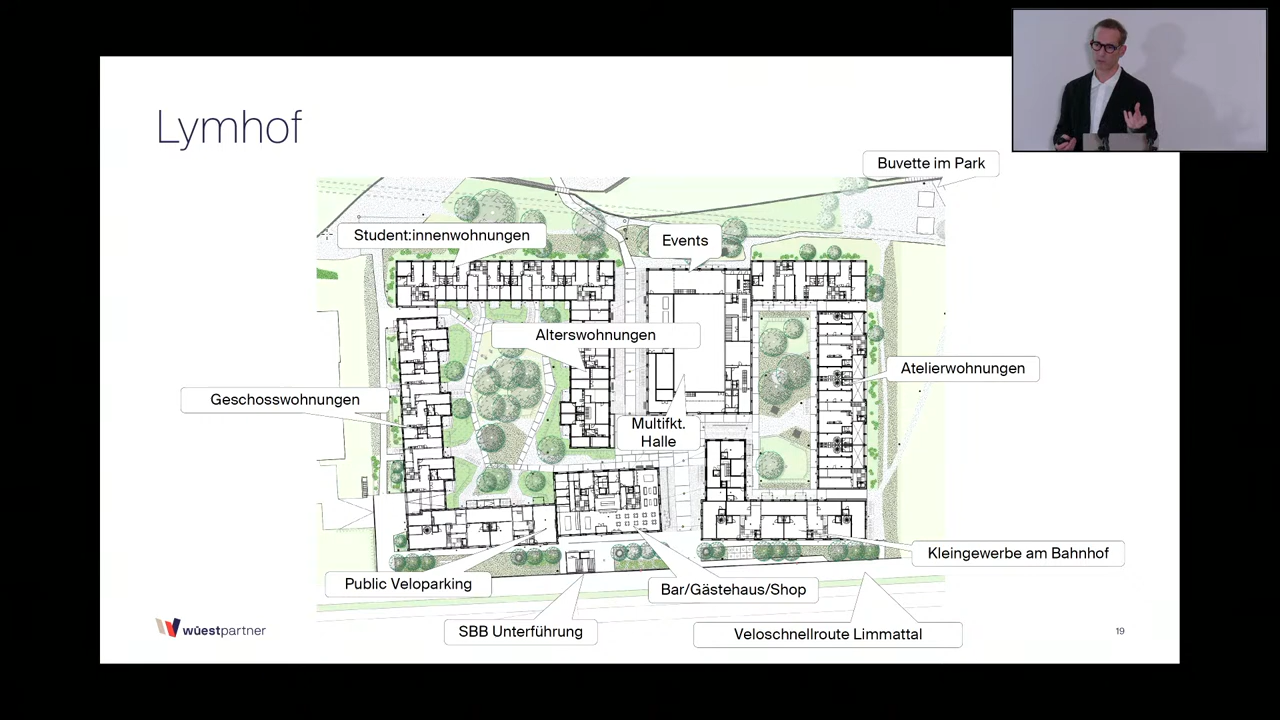 Lymhof
Buvette im Park
Student:innenwohnungen
Events
Alterswohnungen
Atelierwohnungen
Geschosswohnungen
Multifkt.
Halle
Kleingewerbe am Bahnhof
Public Veloparking
Bar/Gästehaus/Shop
SBB Unterführung
Veloschnellroute Limmattal
wüestpartner
19